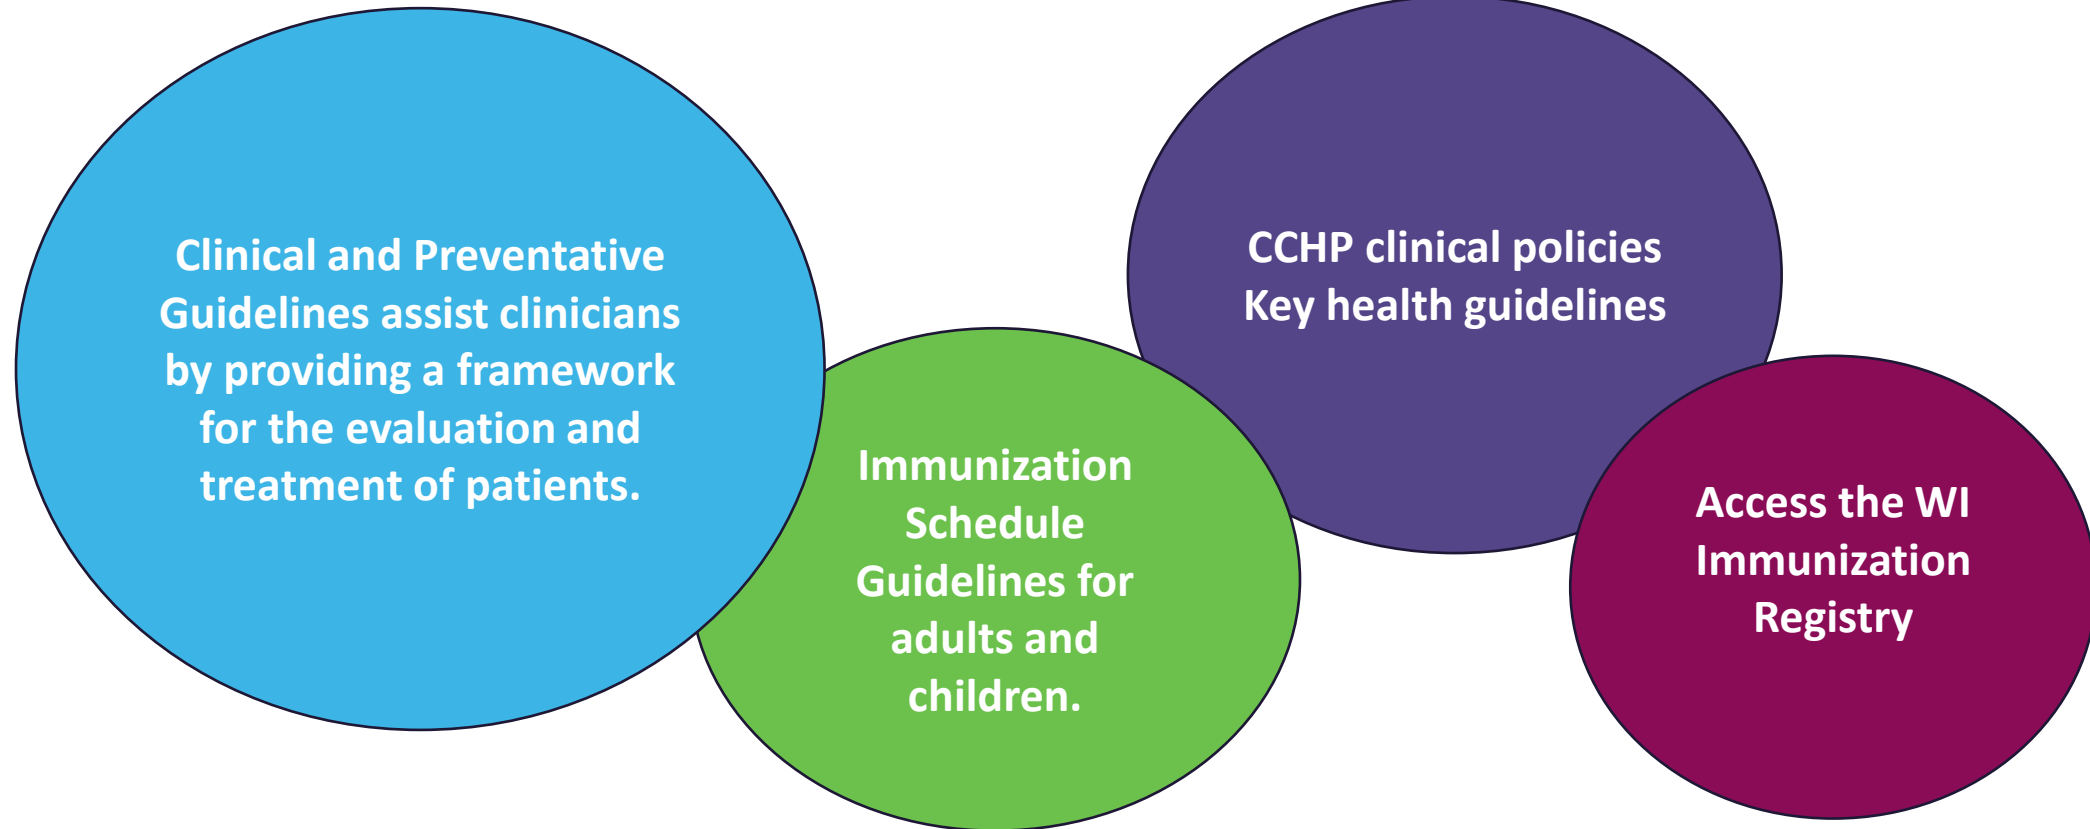 Clinical and Preventative
Guidelines assist clinicians
by providing a framework
for the evaluation and
treatment of patients.
Immunization
Schedule
Guidelines for
adults and
children.
CCHP clinical policies
Key health guidelines
Access the WI
Immunization
Registry